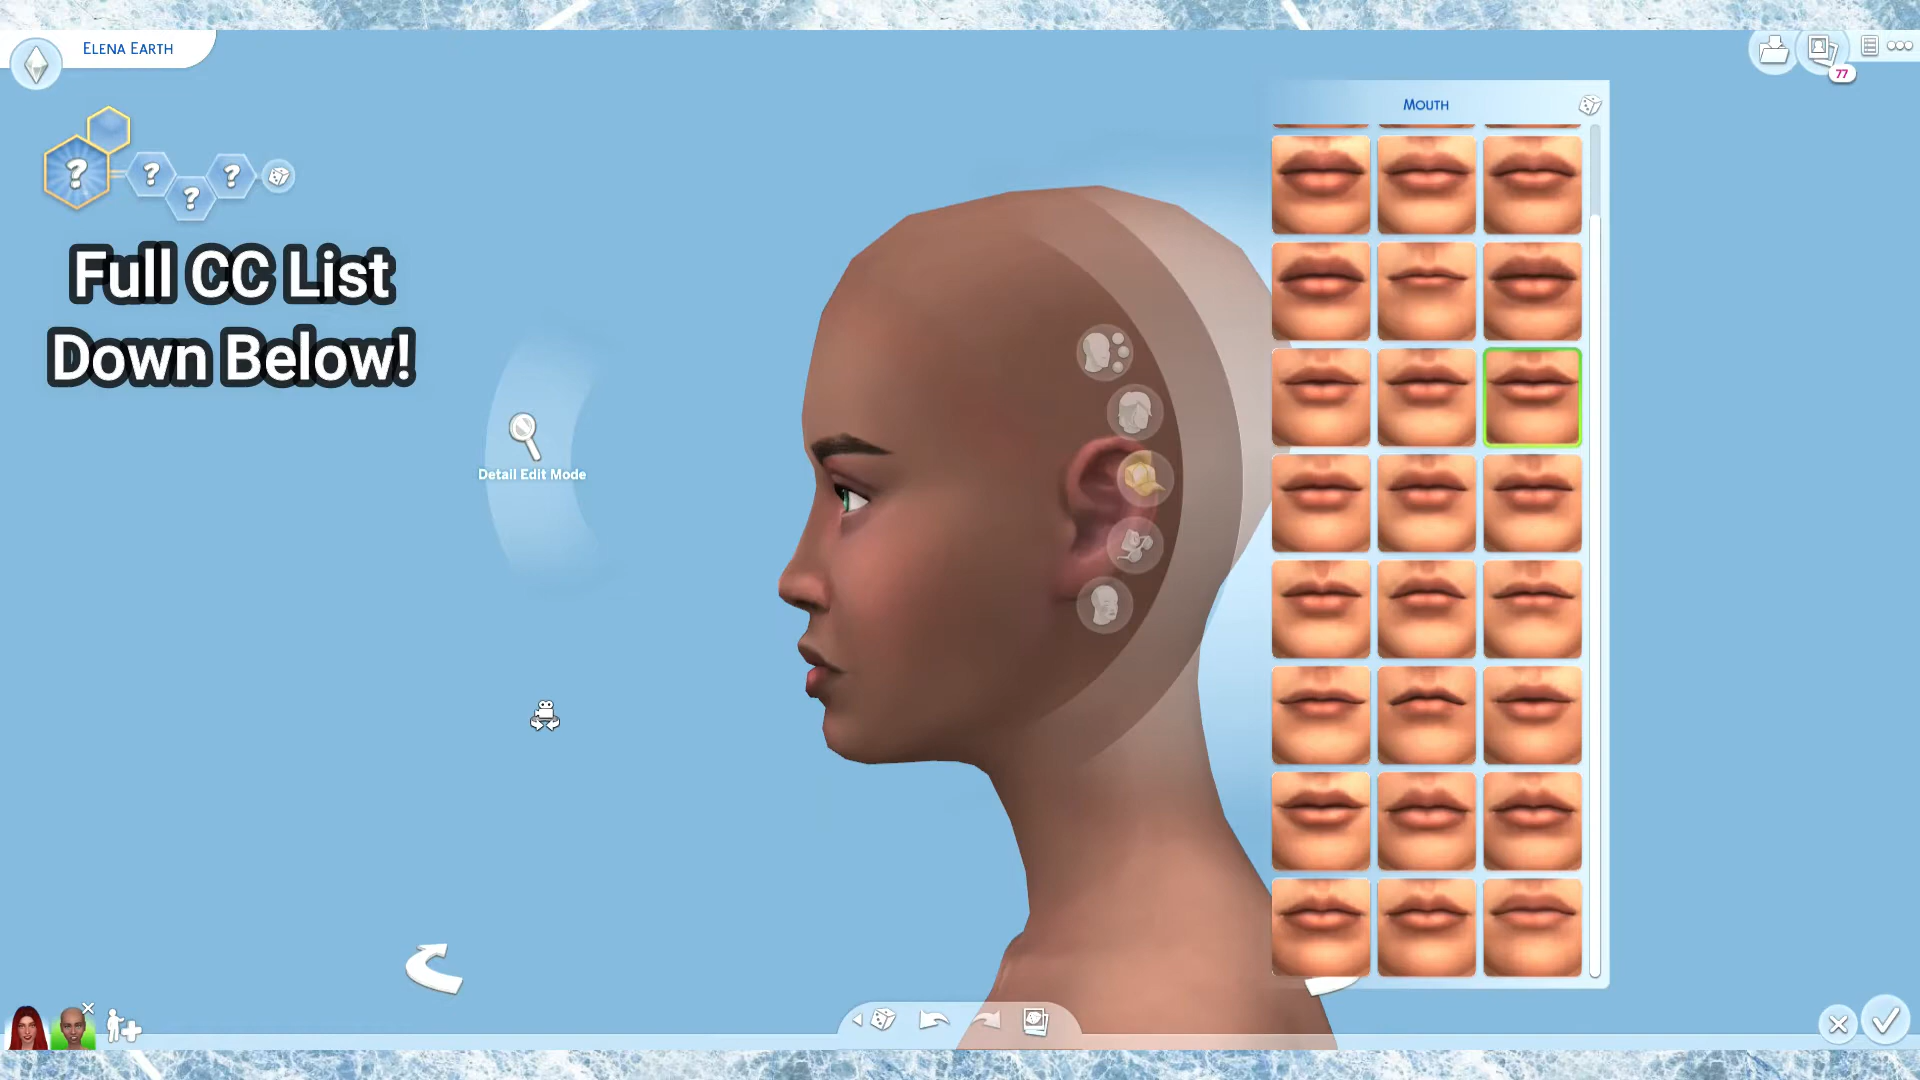 Elena Earth
77
Mouth
?
?
?
?
Full CC List
Down Below!
Detail Edit Mode